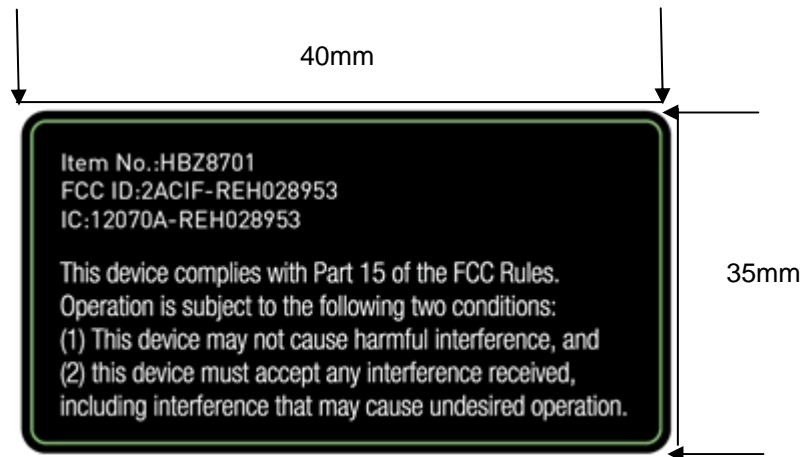 40mm
Item No.:HBZ8701
FCC ID:2ACIF-REH028953
IC:12070A-REH028953
This device complies with Part 15 of the FCC Rules.
Operation is subject to the following two conditions:
(1) This device may not cause harmful interference, and
(2) this device must accept any interference received,
including interference that may cause undesired operation.
35mm